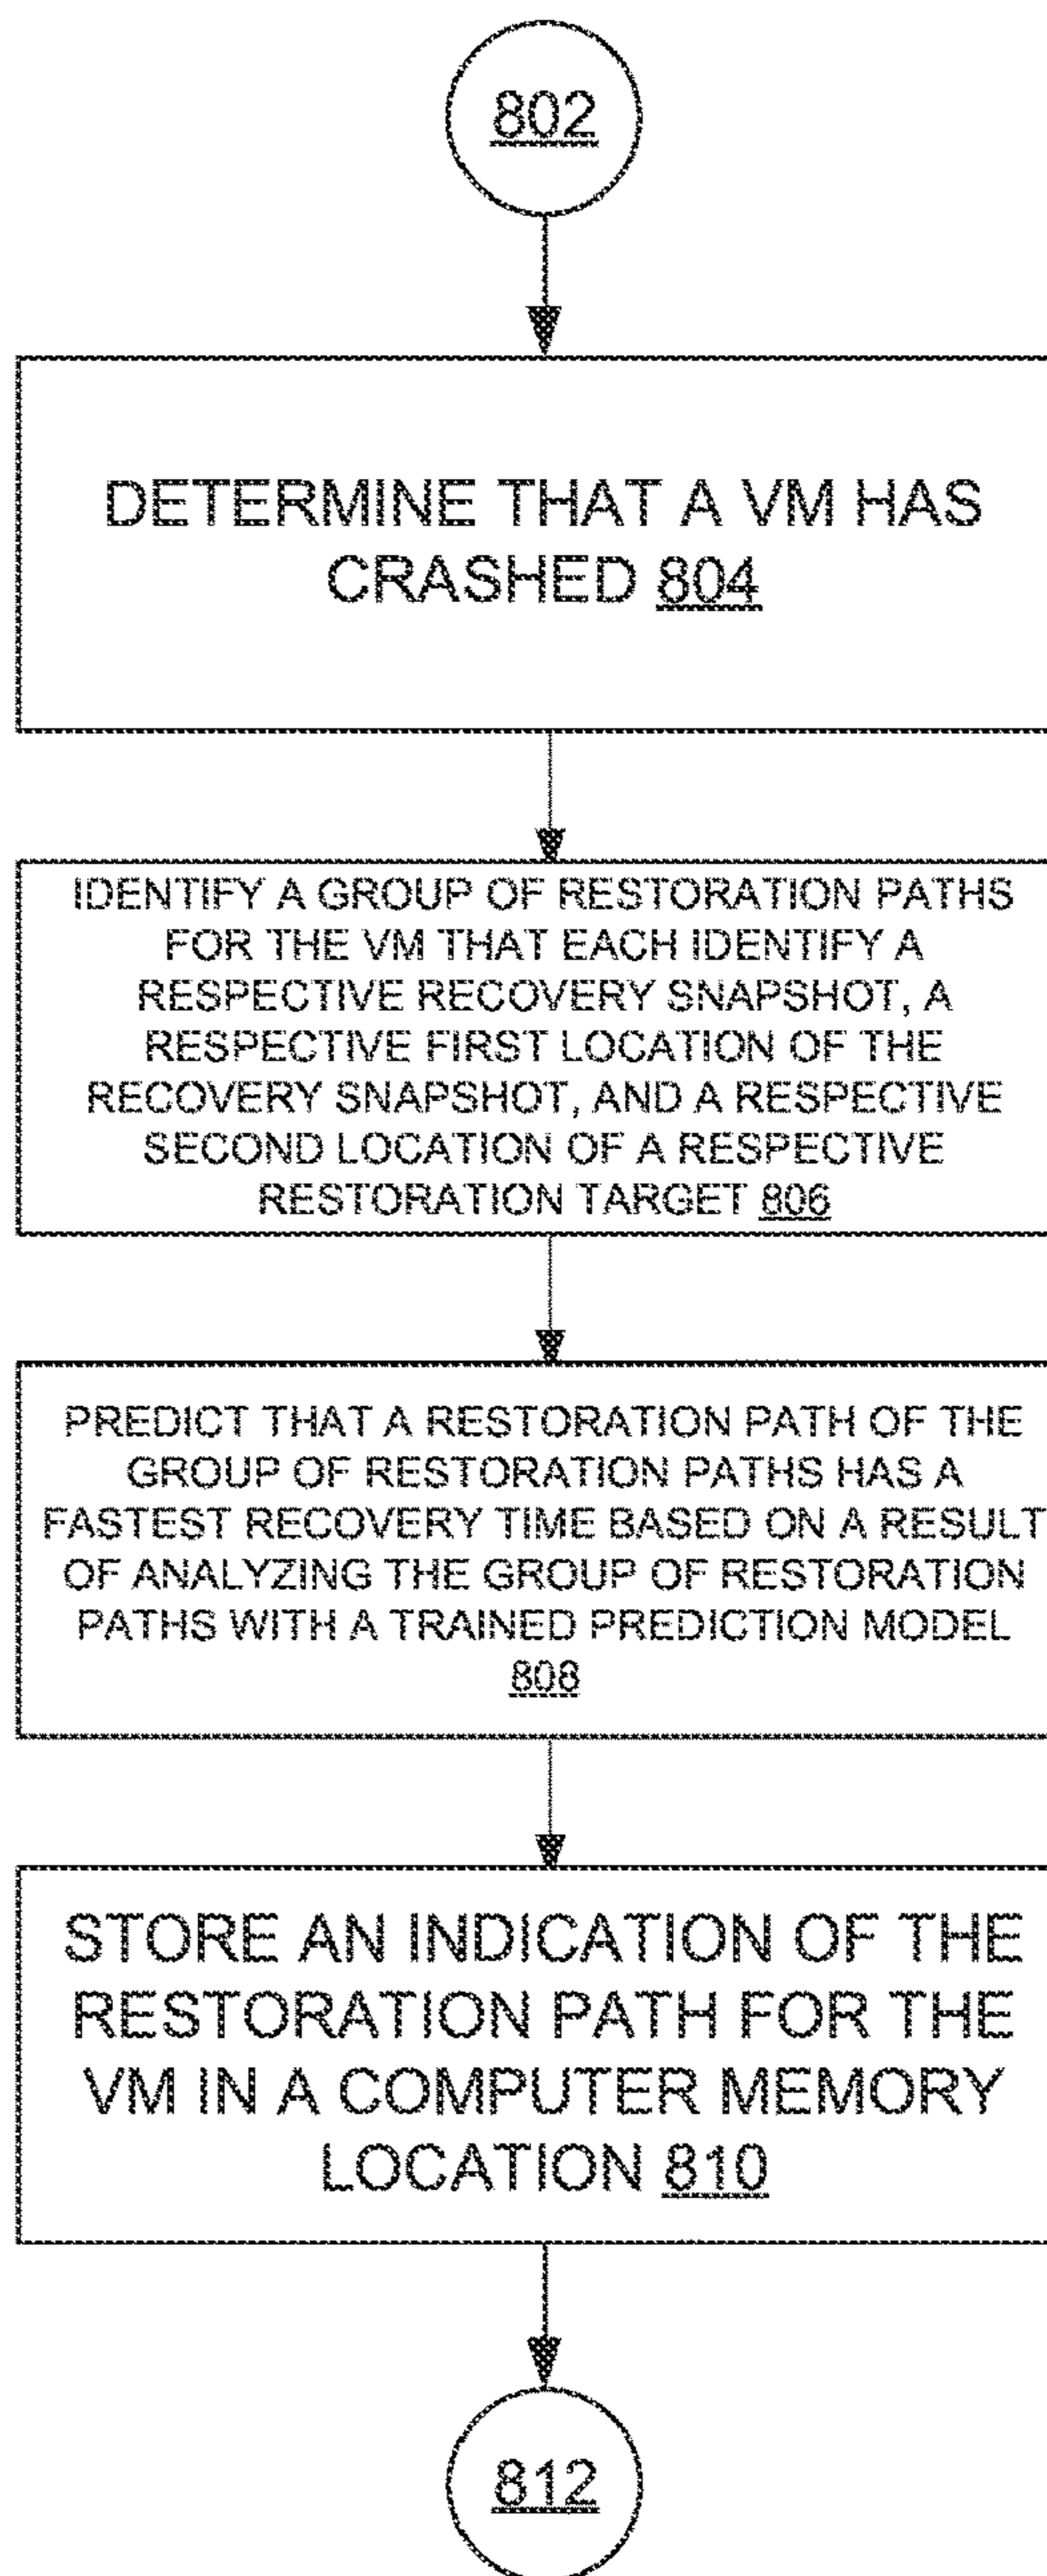 802
DETERMINE THAT A VM HAS
CRASHED 804
IDENTIFY A GROUP OF RESTORATION PATHS
FOR THE VM THAT EACH IDENTIFY A
RESPECTIVE RECOVERY SNAPSHOT, A
RESPECTIVE FIRST LOCATION OF THE
RECOVERY SNAPSHOT, AND A RESPECTIVE
SECOND LOCATION OF A RESPECTIVE
RESTORATION TARGET 806
PREDICT THAT A RESTORATION PATH OF THE
GROUP OF RESTORATION PATHS HAS A
FASTEST RECOVERY TIME BASED ON A RESULT
OF ANALYZING THE GROUP OF RESTORATION
PATHS WITH A TRAINED PREDICTION MODEL
808
STORE AN INDICATION OF THE
RESTORATION PATH FOR THE
VM IN A COMPUTER MEMORY
LOCATION 810
812